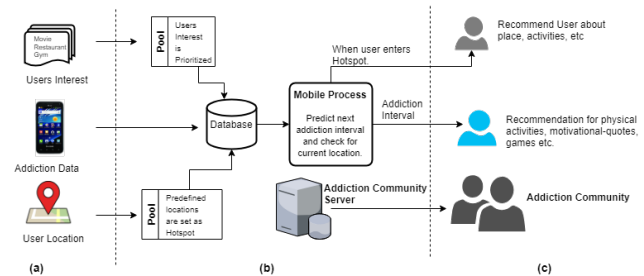 Movie
Restaurant
Gym
Users Interest
Addiction Data
User Location
(a)
Pool
Users
Interest
is
Prioritized
Database
Pool
Predefined
locations
are set as
Hotspot
When user enters
Hotspot.
Mobile Process
Predict next
addiction interval
and check for
current location.
Addiction
Interval
Addiction Community
Server
(b)
Recommend User about
place, activities, etc
Recommendation for physical
activities, motivational-quotes,
games etc.
Addiction Community
(c)